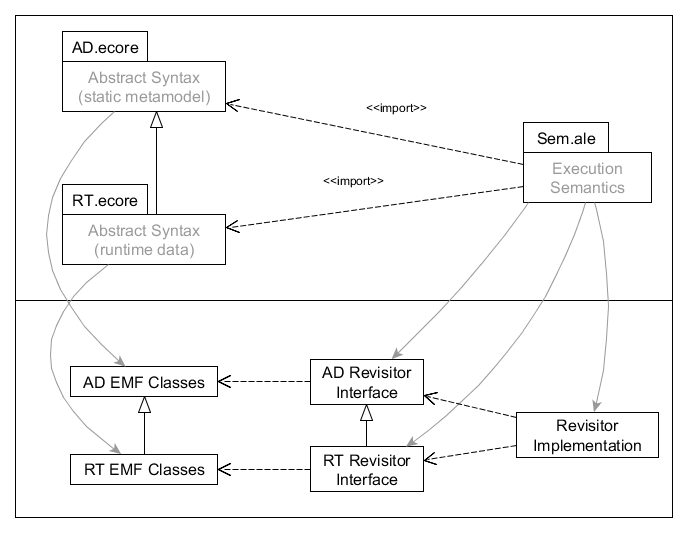 AD.ecore
Abstract Syntax
(static metamodel)
<<import>>
Sem.ale
Execution
Semantics
<<import>>
RT.ecore
Abstract Syntax
(runtime data)
AD EMF Classes
AD Revisitor
Interface
Revisitor
Implementation
RT EMF Classes
RT Revisitor
Interface